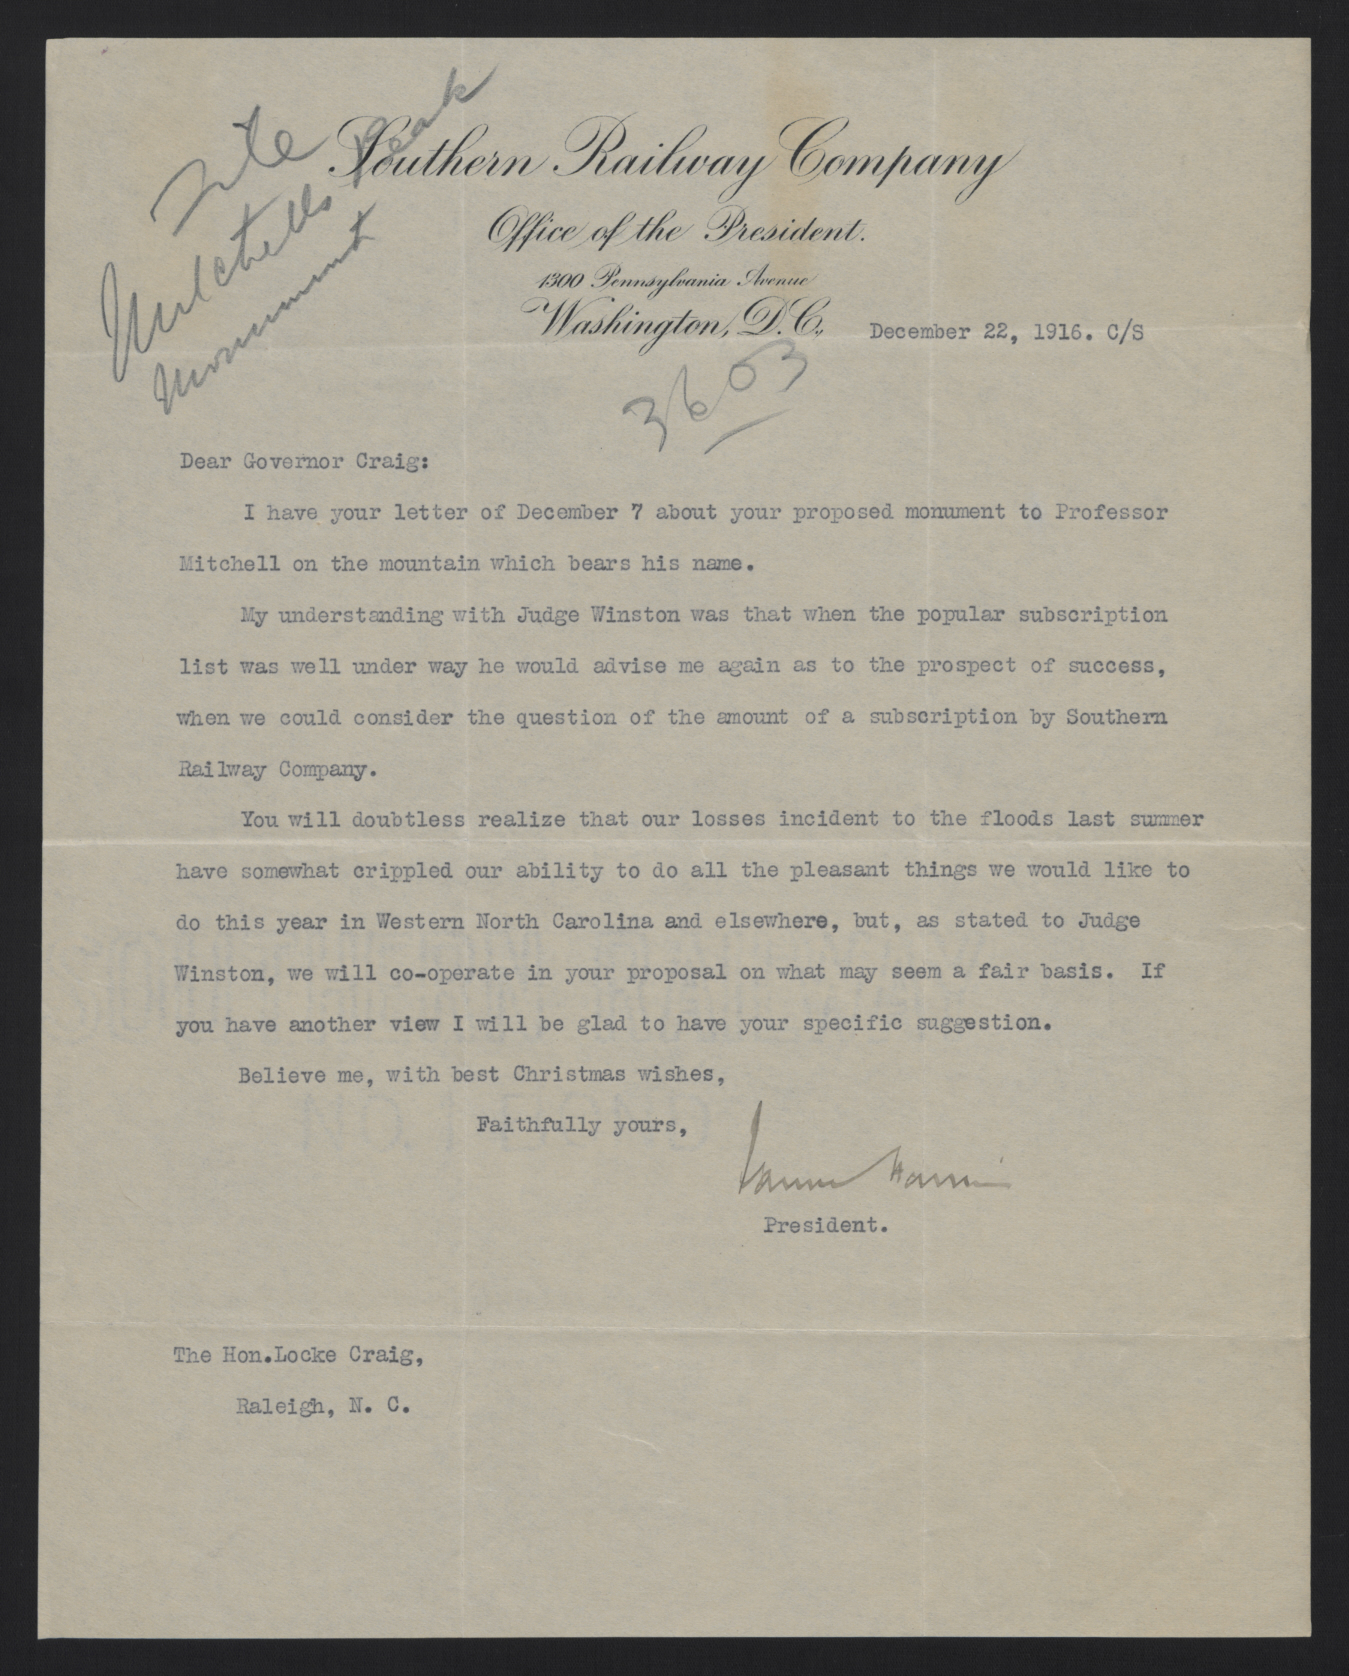 File
Mitchells Peak
Monument
Southern Railway Company
Office of the President.
1300 Pennsylvania Avenue
Washington, D.C., December 22, 1916. C/S
3603
Dear Governor Craig:
I have your letter of December 7 about your proposed monument to Professor
Mitchell on the mountain which bears his name.
My understanding with Judge Winston was that when the popular subscription
list was well under way he would advise me again as to the prospect of success,
when we could consider the question of the amount of a subscription by Southern
Railway Company.
You will doubtless realize that our losses incident to the floods last summer
have somewhat crippled our ability to do all the pleasant things we would like to
do this year in Western North Carolina and elsewhere, but, as stated to Judge
Winston, we will co-operate in your proposal on what may seem a fair basis. If
you have another view I will be glad to have your specific suggestion.
Believe me, with best Christmas wishes,
Faithfully yours,
President.
The Hon.Locke Craig,
Raleigh, N. C.